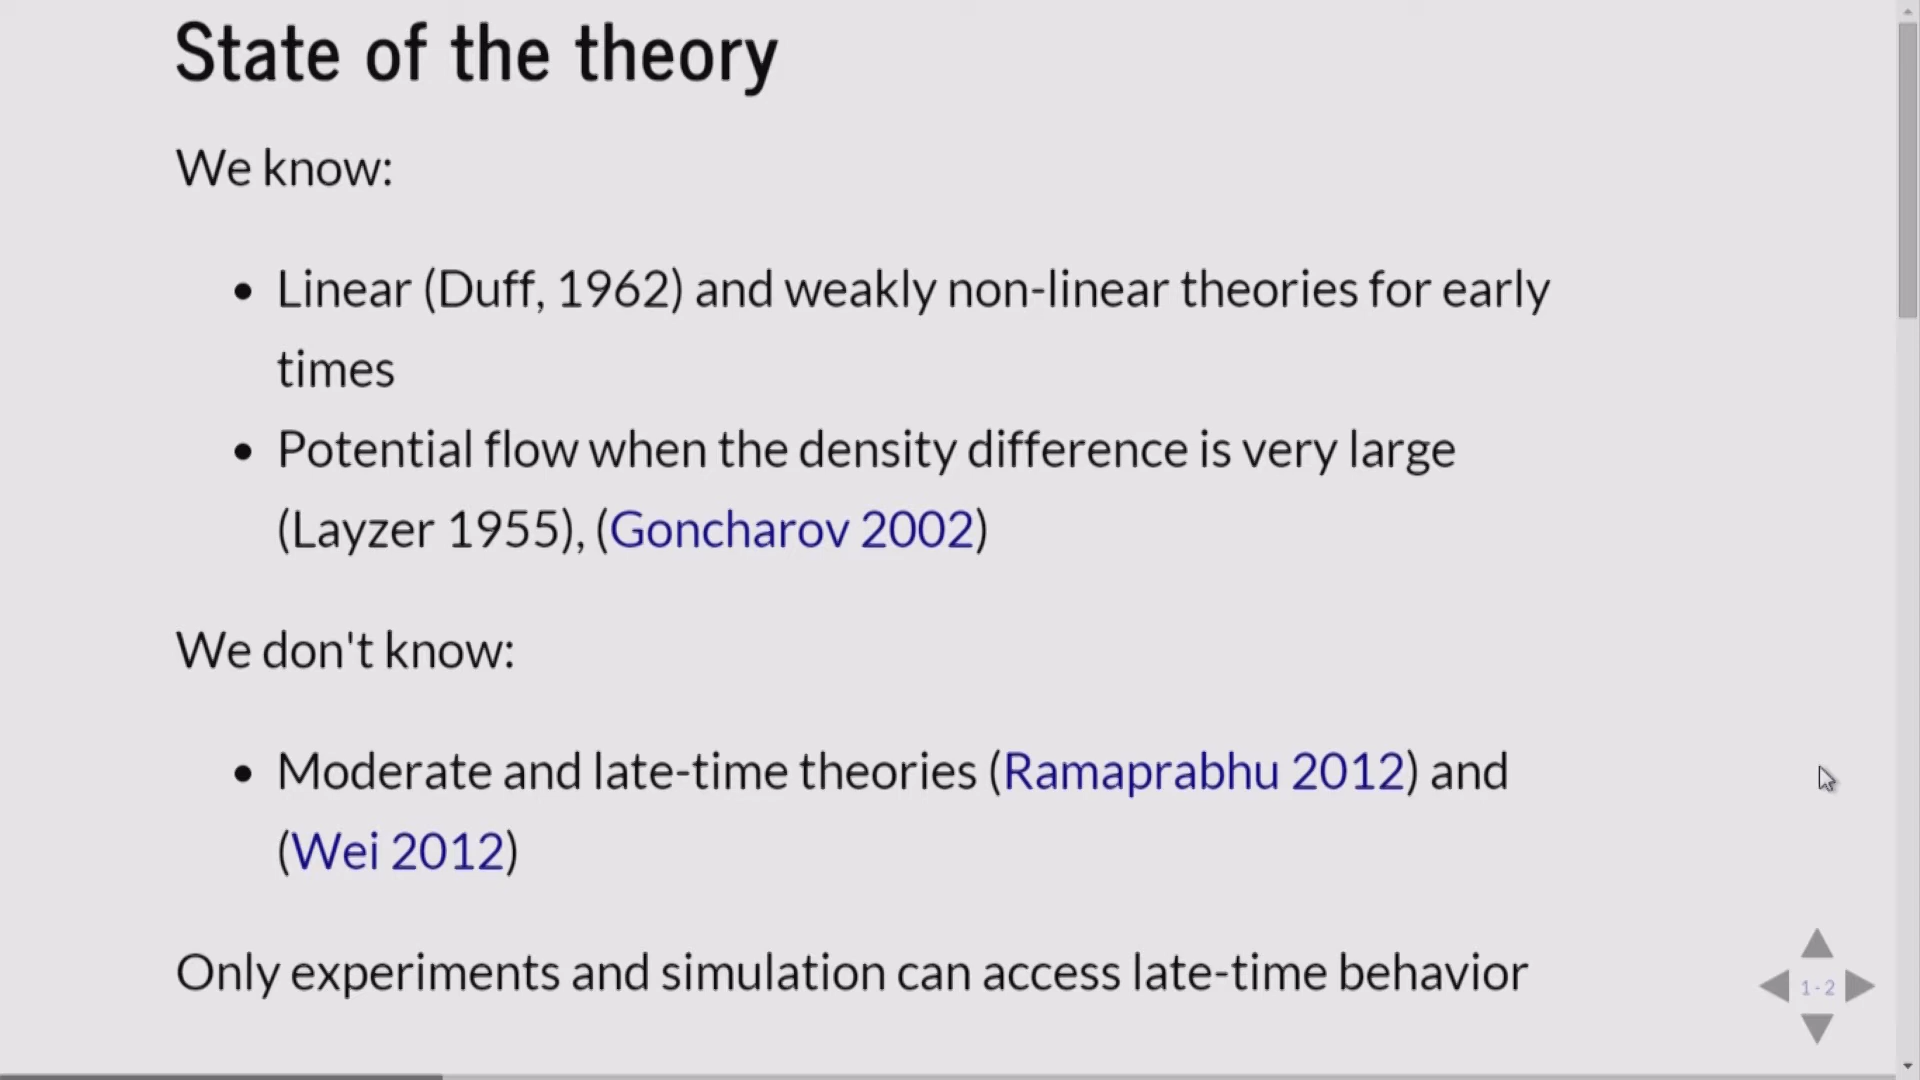 State of the theory
We know:
• Linear (Duff, 1962) and weakly non-linear theories for early
times
• Potential flow when the density difference is very large
(Layzer 1955), (Goncharov 2002)
We don't know:
• Moderate and late-time theories (Ramaprabhu 2012) and
(Wei 2012)
Only experiments and simulation can access late-time behavior
1 - 2